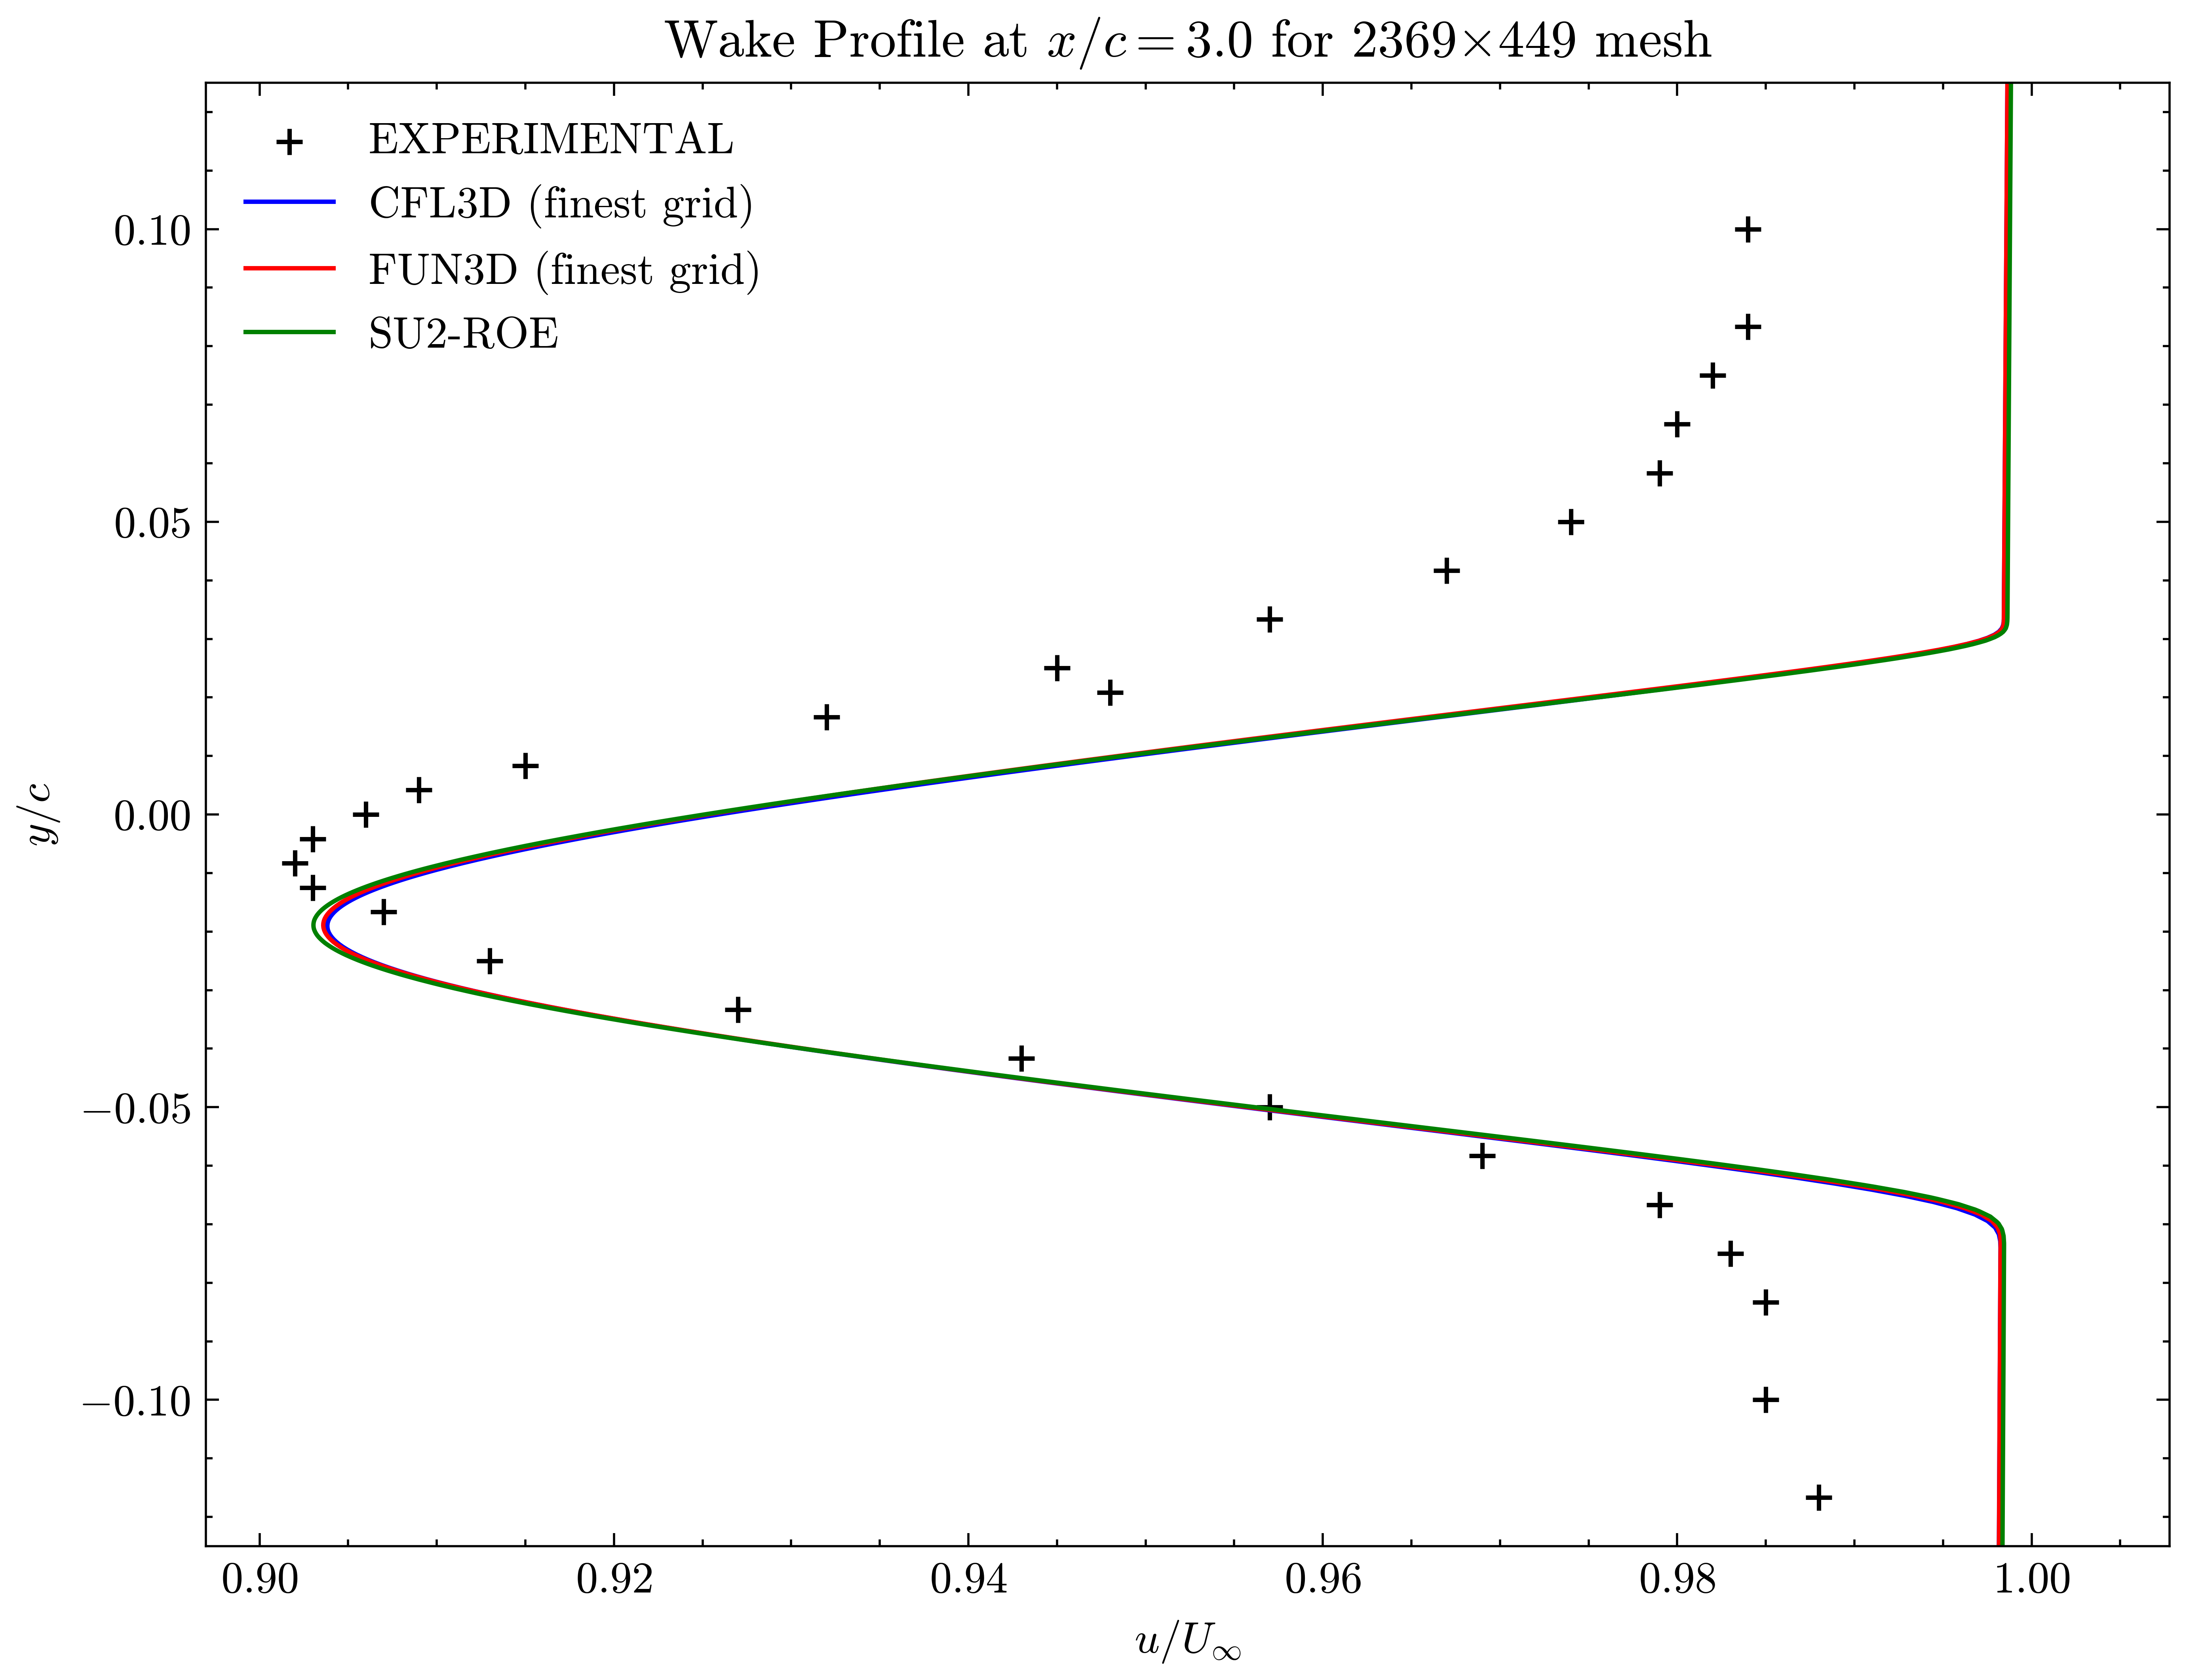 Wake Profile at x/c = 3.0 for 2369×449 mesh
EXPERIMENTAL
CFL3D (finest grid)
FUN3D (finest grid)
SU2-ROE
0.10
0.05
0.00
−0.05
−0.10
y/c
0.90 0.92 0.94 0.96 0.98 1.00
u/U∞